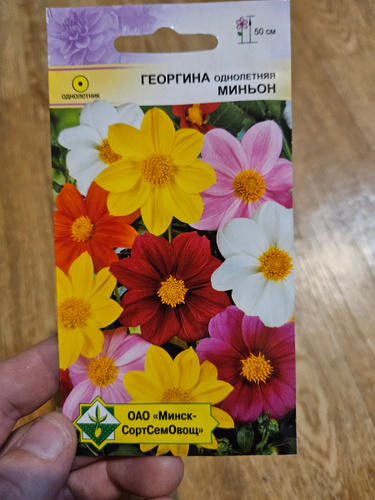 50 см
ГЕОРГИНА ОДНОЛЕТНЯЯ
МИНЬОН
ОДНОЛЕТНИК
ОАО «Минск-
СортСемОвощ»